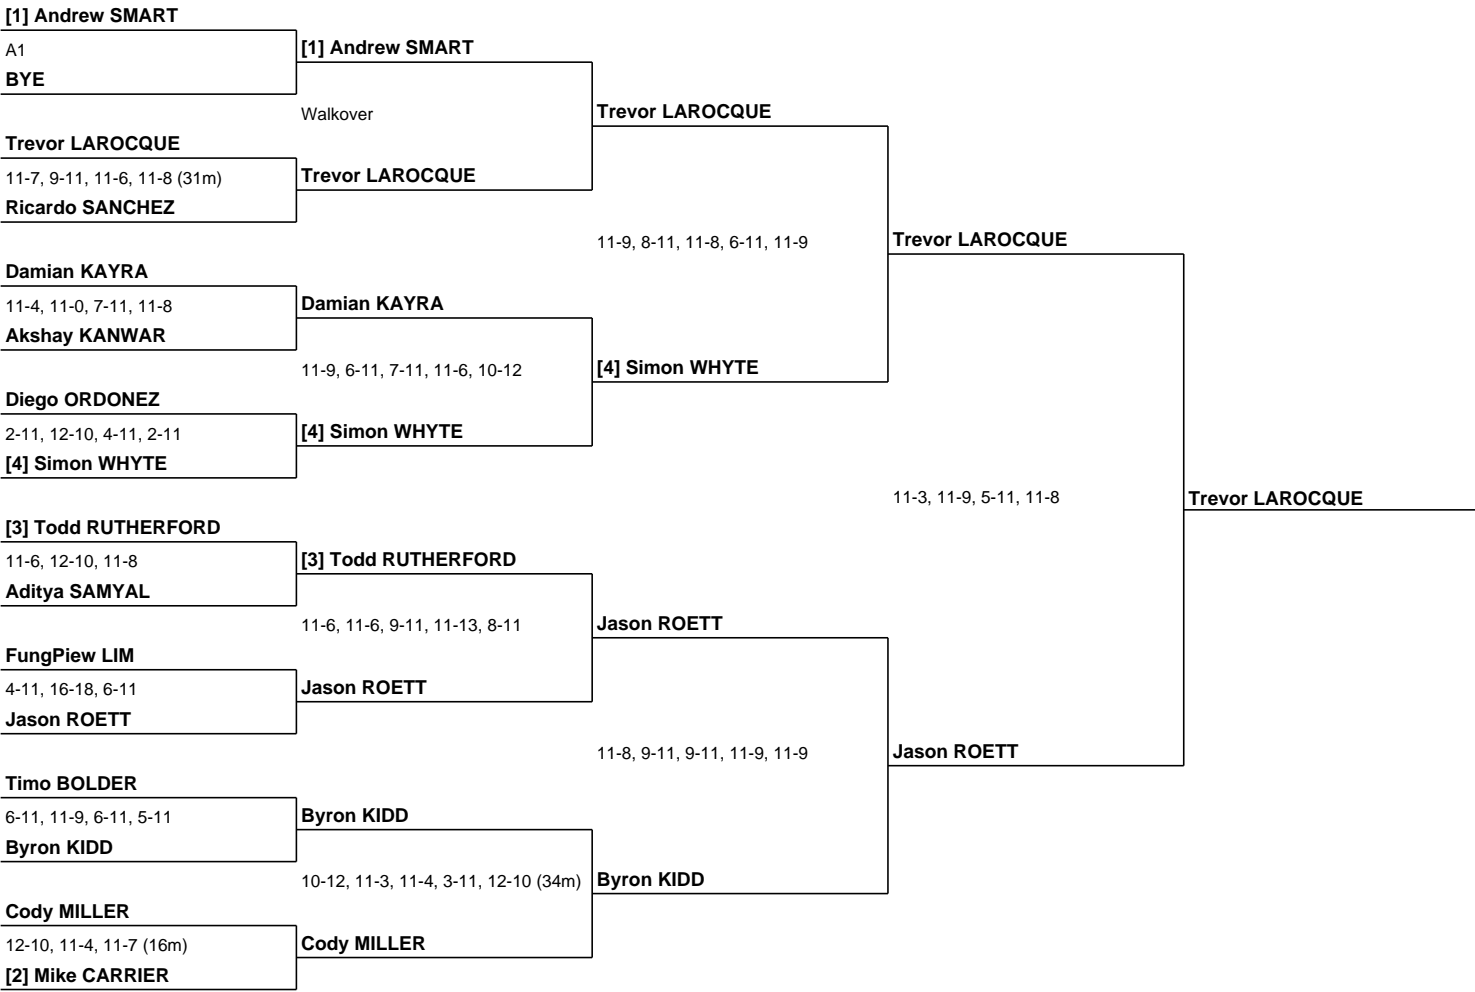 [1] Andrew SMART
A1
BYE
[1] Andrew SMART
Walkover
Trevor LAROCQUE
Trevor LAROCQUE
11-7, 9-11, 11-6, 11-8 (31m)
Ricardo SANCHEZ
Trevor LAROCQUE
11-9, 8-11, 11-8, 6-11, 11-9
Trevor LAROCQUE
Damian KAYRA
11-4, 11-0, 7-11, 11-8
Akshay KANWAR
Damian KAYRA
11-9, 6-11, 7-11, 11-6, 10-12
[4] Simon WHYTE
Diego ORDONEZ
2-11, 12-10, 4-11, 2-11
[4] Simon WHYTE
[4] Simon WHYTE
11-3, 11-9, 5-11, 11-8
Trevor LAROCQUE
[3] Todd RUTHERFORD
11-6, 12-10, 11-8
Aditya SAMYAL
[3] Todd RUTHERFORD
11-6, 11-6, 9-11, 11-13, 8-11
Jason ROETT
FungPiew LIM
4-11, 16-18, 6-11
Jason ROETT
Jason ROETT
11-8, 9-11, 9-11, 11-9, 11-9
Jason ROETT
Timo BOLDER
6-11, 11-9, 6-11, 5-11
Byron KIDD
Byron KIDD
10-12, 11-3, 11-4, 3-11, 12-10 (34m)
Byron KIDD
Cody MILLER
12-10, 11-4, 11-7 (16m)
[2] Mike CARRIER
Cody MILLER